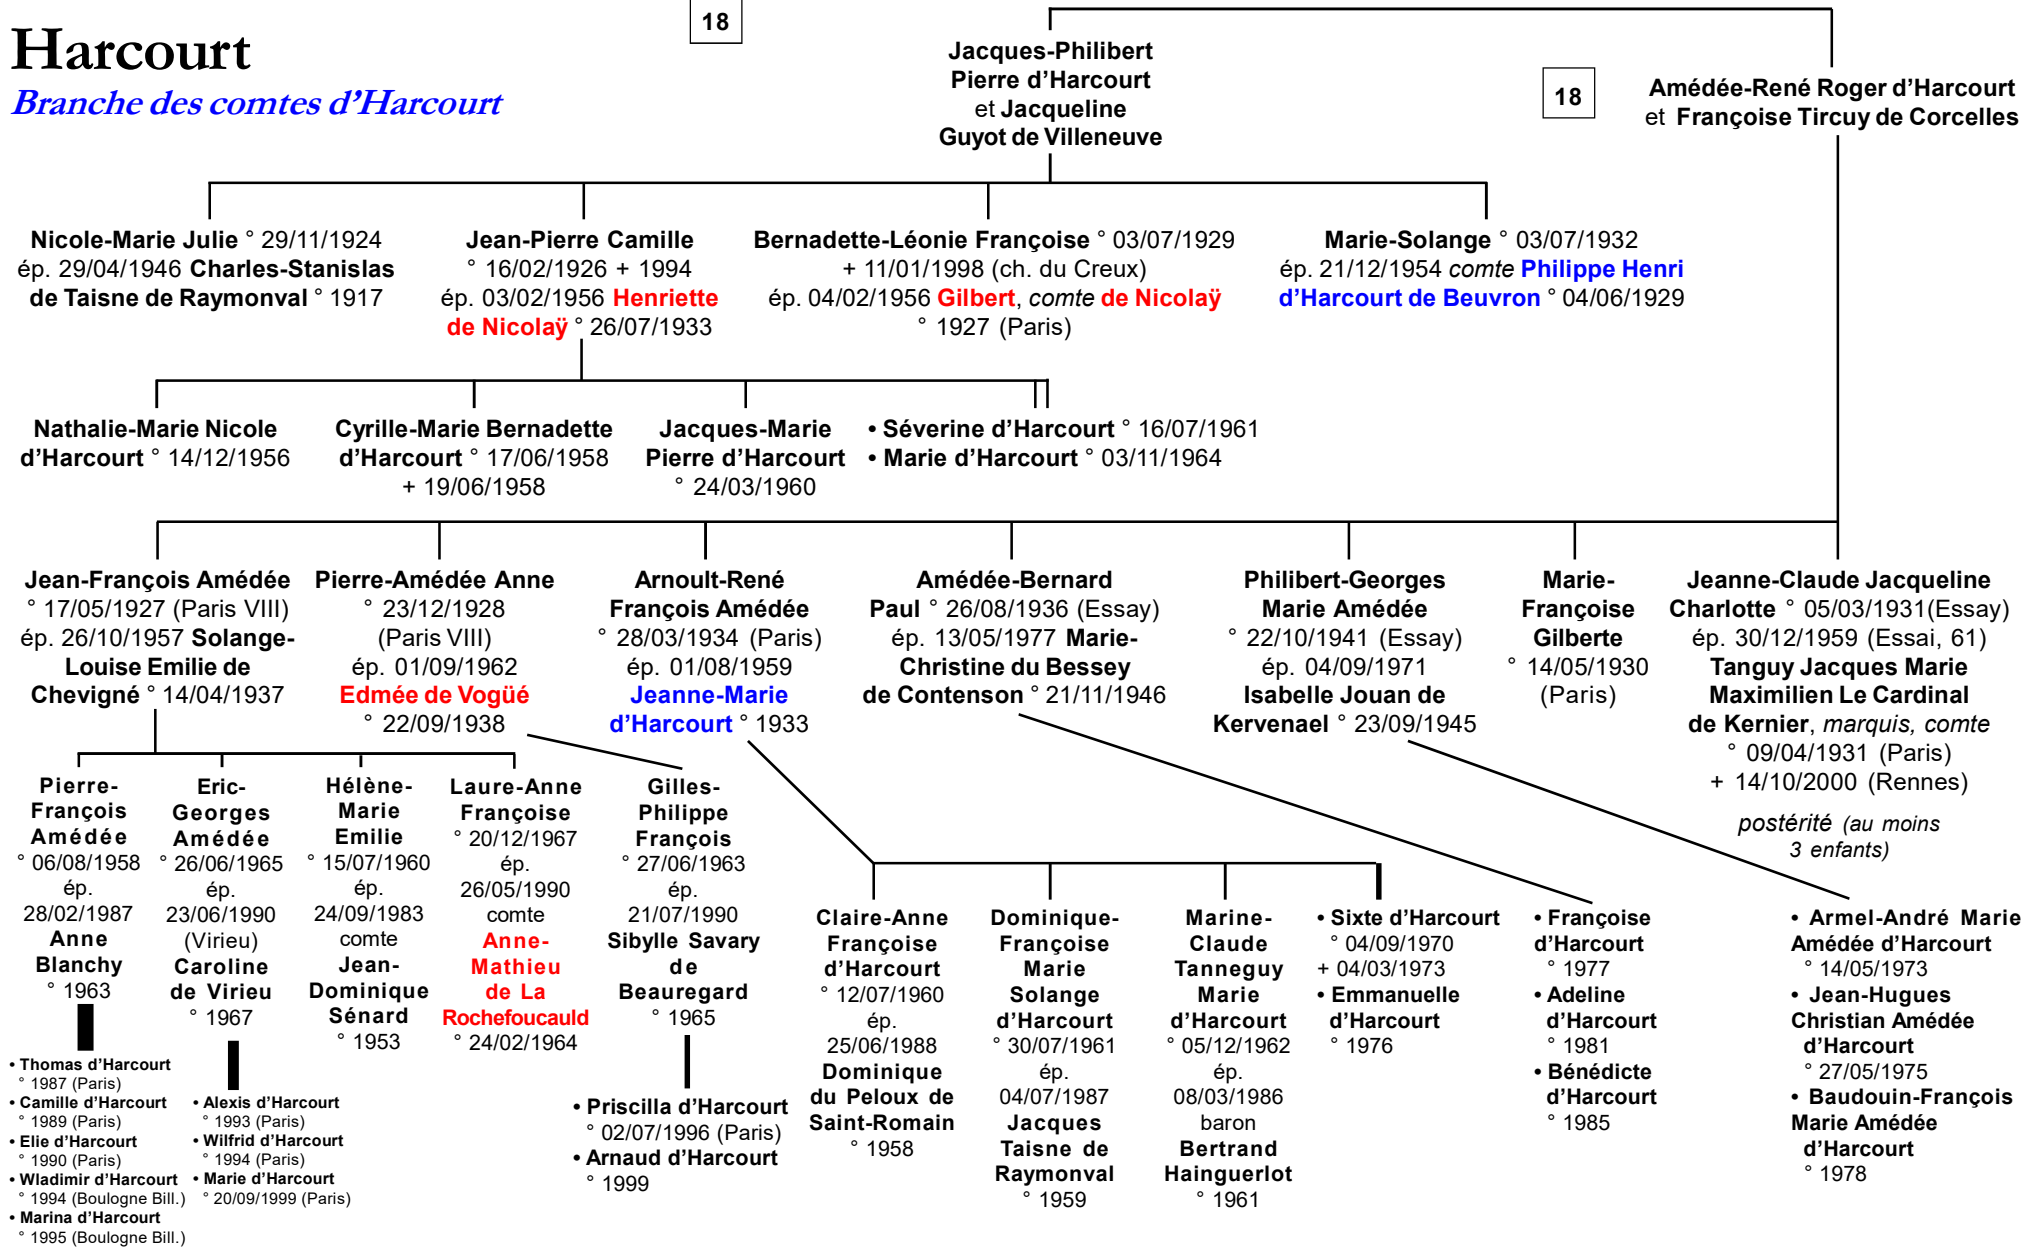 Harcourt
Branche des comtes d'Harcourt
18
Jacques-Philibert
Pierre d'Harcourt
et Jacqueline
Guyot de Villeneuve
18
Amédée-René Roger d'Harcourt
et Françoise Tircuy de Corcelles
Nicole-Marie Julie ° 29/11/1924
ép. 29/04/1946 Charles-Stanislas
de Taisne de Raymonval ° 1917
Jean-Pierre Camille
° 16/02/1926 + 1994
ép. 03/02/1956 Henriette
de Nicolaÿ ° 26/07/1933
Bernadette-Léonie Françoise ° 03/07/1929
+ 11/01/1998 (ch. du Creux)
ép. 04/02/1956 Gilbert, comte de Nicolaÿ
° 1927 (Paris)
Marie-Solange ° 03/07/1932
ép. 21/12/1954 comte Philippe Henri
d'Harcourt de Beuvron ° 04/06/1929
Nathalie-Marie Nicole
d'Harcourt ° 14/12/1956
Cyrille-Marie Bernadette
d'Harcourt ° 17/06/1958
+ 19/06/1958
Jacques-Marie
Pierre d'Harcourt
° 24/03/1960
• Séverine d'Harcourt ° 16/07/1961
• Marie d'Harcourt ° 03/11/1964
Jean-François Amédée
° 17/05/1927 (Paris VIII)
ép. 26/10/1957 Solange-
Louise Emilie de
Chevigné ° 14/04/1937
Pierre-Amédée Anne
° 23/12/1928
(Paris VIII)
ép. 01/09/1962
Edmée de Vogüé
° 22/09/1938
Arnoult-René
François Amédée
° 28/03/1934 (Paris)
ép. 01/08/1959
Jeanne-Marie
d'Harcourt ° 1933
Amédée-Bernard
Paul ° 26/08/1936 (Essay)
ép. 13/05/1977 Marie-
Christine du Bessey
de Contenson ° 21/11/1946
Philibert-Georges
Marie Amédée
° 22/10/1941 (Essay)
ép. 04/09/1971
Isabelle Jouan de
Kervenael ° 23/09/1945
Marie-
Françoise
Gilberte
° 14/05/1930
(Paris)
Jeanne-Claude Jacqueline
Charlotte ° 05/03/1931(Essay)
ép. 30/12/1959 (Essai, 61)
Tanguy Jacques Marie
Maximilien Le Cardinal
de Kernier, marquis, comte
° 09/04/1931 (Paris)
+ 14/10/2000 (Rennes)
postérité (au moins
3 enfants)
Pierre-
François
Amédée
° 06/08/1958
ép.
28/02/1987
Anne
Blanchy
° 1963
Eric-
Georges
Amédée
° 26/06/1965
ép.
23/06/1990
(Virieu)
Caroline
de Virieu
° 1967
Hélène-
Marie
Emilie
° 15/07/1960
ép.
24/09/1983
comte
Jean-
Dominique
Sénard
° 1953
Laure-Anne
Françoise
° 20/12/1967
ép.
26/05/1990
comte
Anne-
Mathieu
de La
Rochefoucauld
° 24/02/1964
Gilles-
Philippe
François
° 27/06/1963
ép.
21/07/1990
Sibylle Savary
de
Beauregard
° 1965
Claire-Anne
Françoise
d'Harcourt
° 12/07/1960
ép.
25/06/1988
Dominique
du Peloux de
Saint-Romain
° 1958
Dominique-
Françoise
Marie
Solange
d'Harcourt
° 30/07/1961
ép.
04/07/1987
Jacques
Taisne de
Raymonval
° 1959
Marine-
Claude
Tanneguy
Marie
d'Harcourt
° 05/12/1962
ép.
08/03/1986
baron
Bertrand
Hainguerlot
° 1961
• Sixte d'Harcourt
° 04/09/1970
+ 04/03/1973
• Emmanuelle
d'Harcourt
° 1976
• Françoise
d'Harcourt
° 1977
• Adeline
d'Harcourt
° 1981
• Bénédicte
d'Harcourt
° 1985
• Armel-André Marie
Amédée d'Harcourt
° 14/05/1973
• Jean-Hugues
Christian Amédée
d'Harcourt
° 27/05/1975
• Baudouin-François
Marie Amédée
d'Harcourt
° 1978
• Thomas d'Harcourt
° 1987 (Paris)
• Camille d'Harcourt
° 1989 (Paris)
• Elie d'Harcourt
° 1990 (Paris)
• Wladimir d'Harcourt
° 1994 (Boulogne Bill.)
• Marina d'Harcourt
° 1995 (Boulogne Bill.)
• Alexis d'Harcourt
° 1993 (Paris)
• Wilfrid d'Harcourt
° 1994 (Paris)
• Marie d'Harcourt
° 20/09/1999 (Paris)
• Priscilla d'Harcourt
° 02/07/1996 (Paris)
• Arnaud d'Harcourt
° 1999